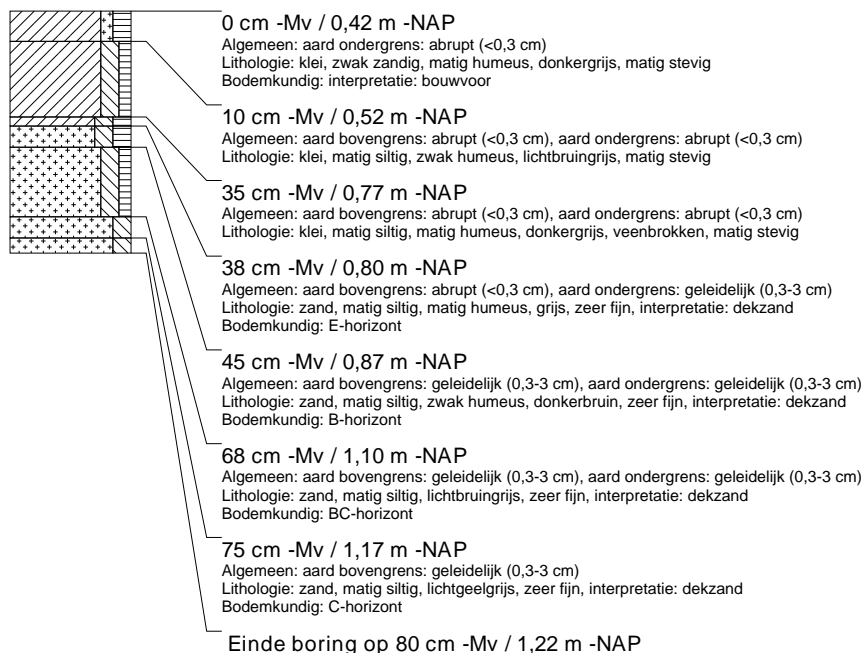 0 cm -Mv / 0,42 m -NAP
Algemeen: aard ondergrens: abrupt (<0,3 cm)
Lithologie: klei, zwak zandig, matig humeus, donkergrijs, matig stevig
Bodemkundig: interpretatie: bouwvoor
10 cm -Mv / 0,52 m -NAP
Algemeen: aard bovengrens: abrupt (<0,3 cm), aard ondergrens: abrupt (<0,3 cm)
Lithologie: klei, matig siltig, zwak humeus, lichtbruingrijs, matig stevig
35 cm -Mv / 0,77 m -NAP
Algemeen: aard bovengrens: abrupt (<0,3 cm), aard ondergrens: abrupt (<0,3 cm)
Lithologie: klei, matig siltig, matig humeus, donkergrijs, veenbrokken, matig stevig
38 cm -Mv / 0,80 m -NAP
Algemeen: aard bovengrens: abrupt (<0,3 cm), aard ondergrens: geleidelijk (0,3-3 cm)
Lithologie: zand, matig siltig, matig humeus, grijs, zeer fijn, interpretatie: dekzand
Bodemkundig: E-horizont
45 cm -Mv / 0,87 m -NAP
Algemeen: aard bovengrens: geleidelijk (0,3-3 cm), aard ondergrens: geleidelijk (0,3-3 cm)
Lithologie: zand, matig siltig, zwak humeus, donkerbruin, zeer fijn, interpretatie: dekzand
Bodemkundig: B-horizont
68 cm -Mv / 1,10 m -NAP
Algemeen: aard bovengrens: geleidelijk (0,3-3 cm), aard ondergrens: geleidelijk (0,3-3 cm)
Lithologie: zand, matig siltig, lichtbruingrijs, zeer fijn, interpretatie: dekzand
Bodemkundig: BC-horizont
75 cm -Mv / 1,17 m -NAP
Algemeen: aard bovengrens: geleidelijk (0,3-3 cm)
Lithologie: zand, matig siltig, lichtgeelgrijs, zeer fijn, interpretatie: dekzand
Bodemkundig: C-horizont
Einde boring op 80 cm -Mv / 1,22 m -NAP